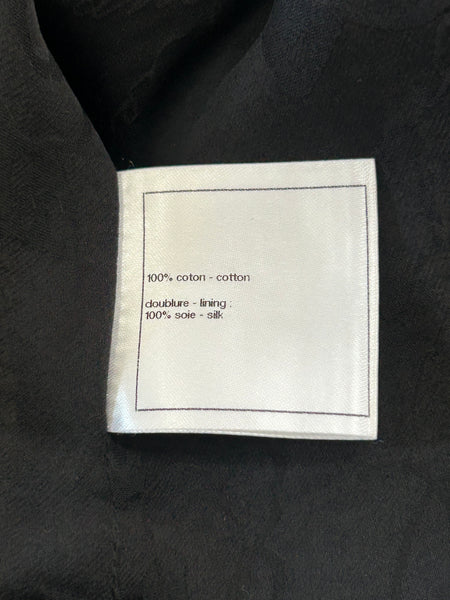 100% coton - cotton
doublure - lining :
100% soie - silk